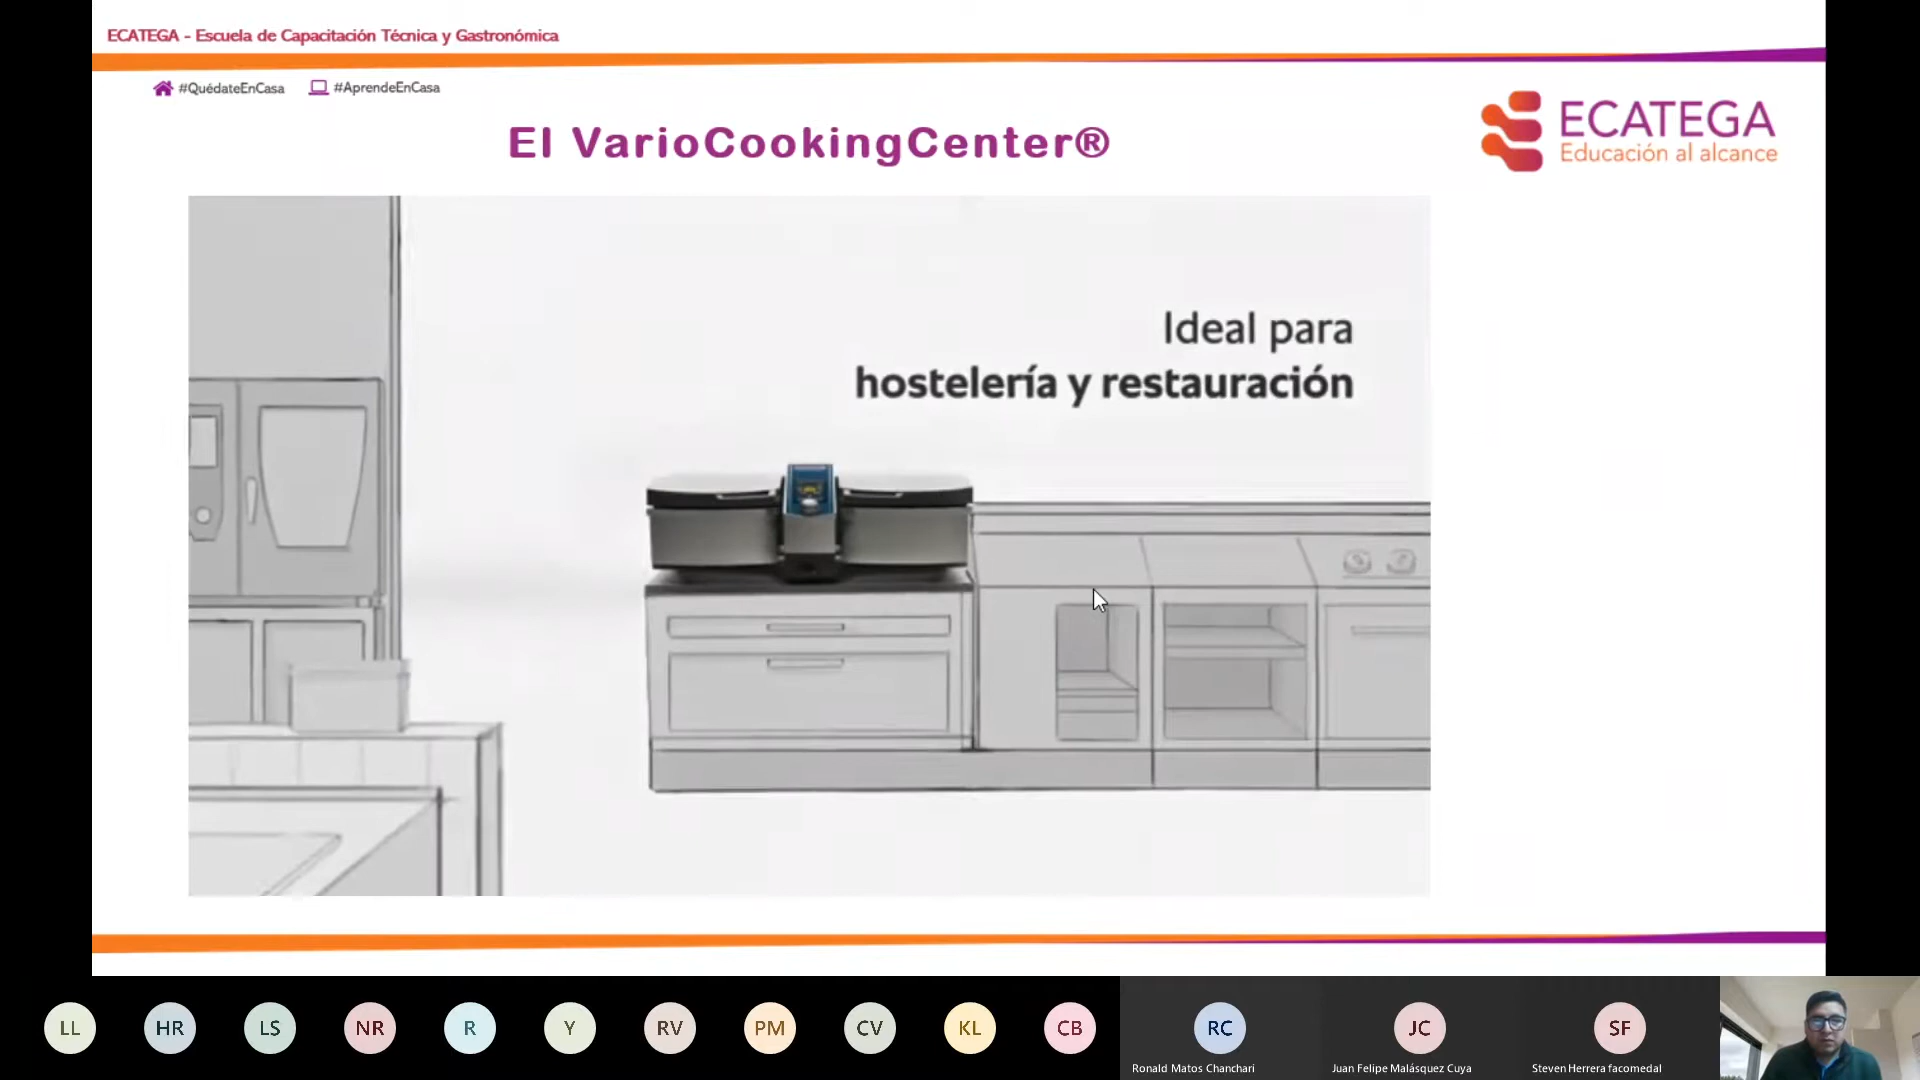 ECATEGA - Escuela de Capacitación Técnica y Gastronómica
#QuédateEnCasa #AprendeEnCasa
El VarioCookingCenter®
ECATEGA
Educación al alcance
Ideal para
hostelería y restauración
LL HR LS NR R Y RV PM CV KL CB RC JC SF
Ronald Matos Chanchari Juan Felipe Malásquez Cuya Steven Herrera facomedal